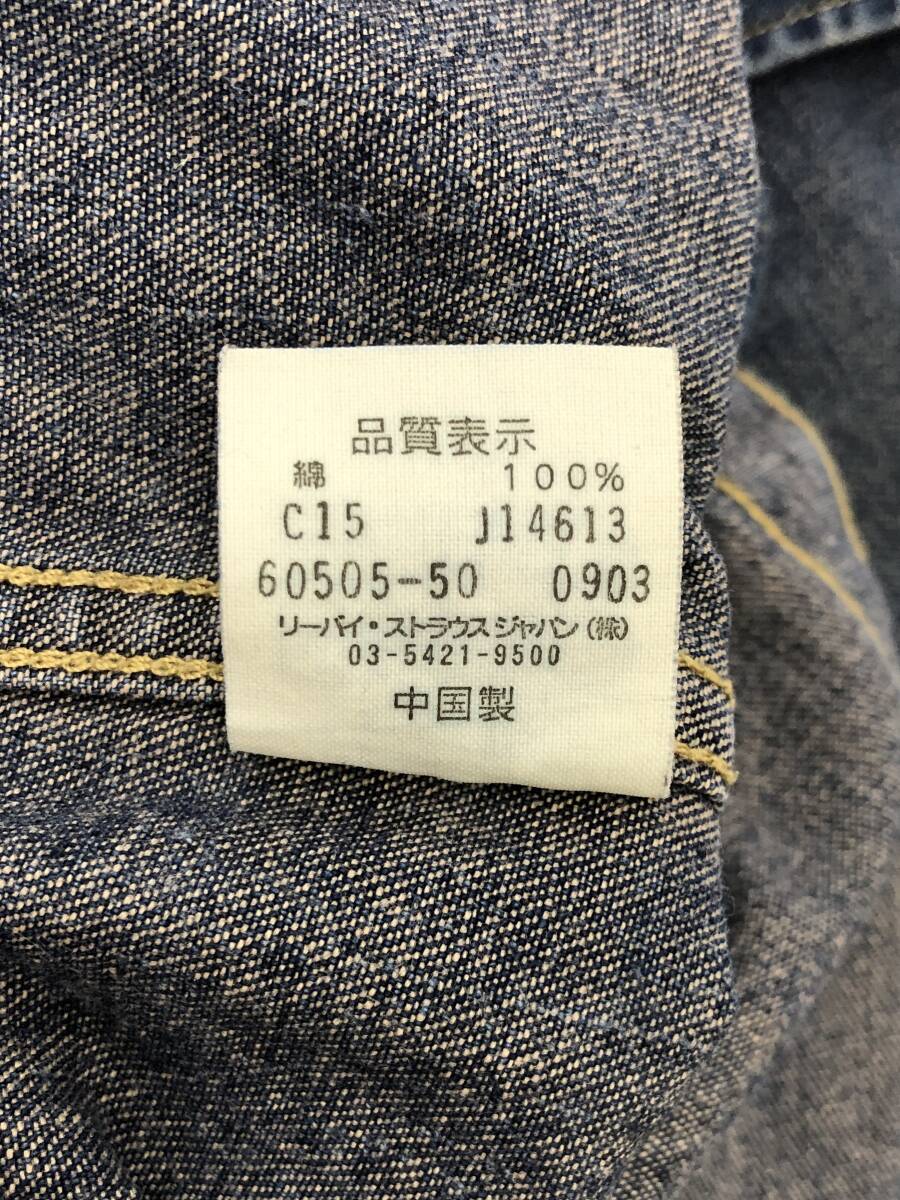 品質表示
綿 100%
C15 J14613
60505-50 0903
リーバイ・ストラウスジャパン(株)
03-5421-9500
中国製